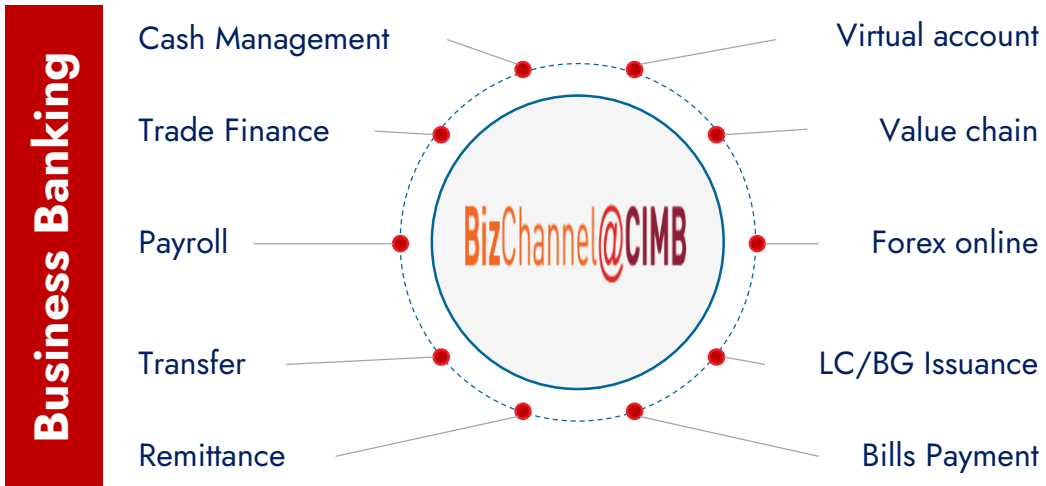 Business Banking
Cash Management
Trade Finance
Payroll
Transfer
Remittance
BizChannel@CIMB
Virtual account
Value chain
Forex online
LC/BG Issuance
Bills Payment